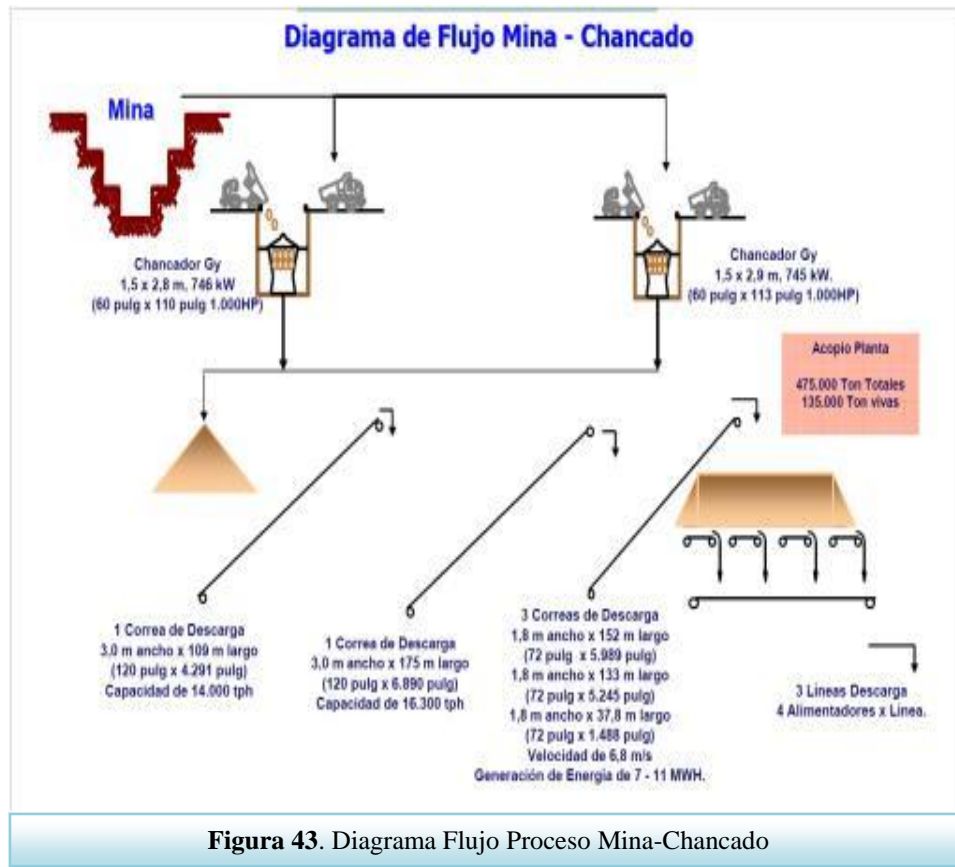 Diagrama de Flujo Mina - Chancado
Mina
Chancador Gy
1,5 x 2,8 m, 746 kW
(60 pulg x 110 pulg 1.000HP)
Chancador Gy
1,5 x 2,9 m, 745 kW.
(60 pulg x 113 pulg 1.000HP)
Acopio Planta
475.000 Ton Totales
135.000 Ton vivas
1 Correa de Descarga
3,0 m ancho x 109 m largo
(120 pulg x 4.291 pulg)
Capacidad de 14.000 tph
1 Correa de Descarga
3,0 m ancho x 175 m largo
(120 pulg x 6.890 pulg)
Capacidad de 16.300 tph
3 Correas de Descarga
1,8 m ancho x 152 m largo
(72 pulg x 5.989 pulg)
1,8 m ancho x 133 m largo
(72 pulg x 5.245 pulg)
1,8 m ancho x 37,8 m largo
(72 pulg x 1.488 pulg)
Velocidad de 6,8 m/s
Generación de Energia de 7 - 11 MWH.
3 Lineas Descarga
4 Alimentadores x Linea.
Figura 43. Diagrama Flujo Proceso Mina-Chancado